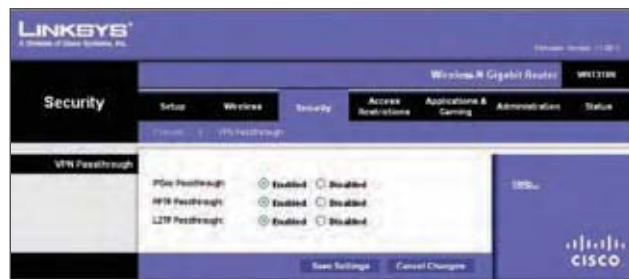 LINKSYS®
A Division of Cisco Systems, Inc.
Wireless-N Gigabit Router
Security
Setup
Wireless
Security
Access Restrictions
Applications & Gaming
Administration
Status
Firewall | VPN Passthrough
VPN Passthrough
IPSec Passthrough: Enabled Disabled
PPTP Passthrough: Enabled Disabled
L2TP Passthrough: Enabled Disabled
Help...
Save Settings
Cancel Changes
CISCO